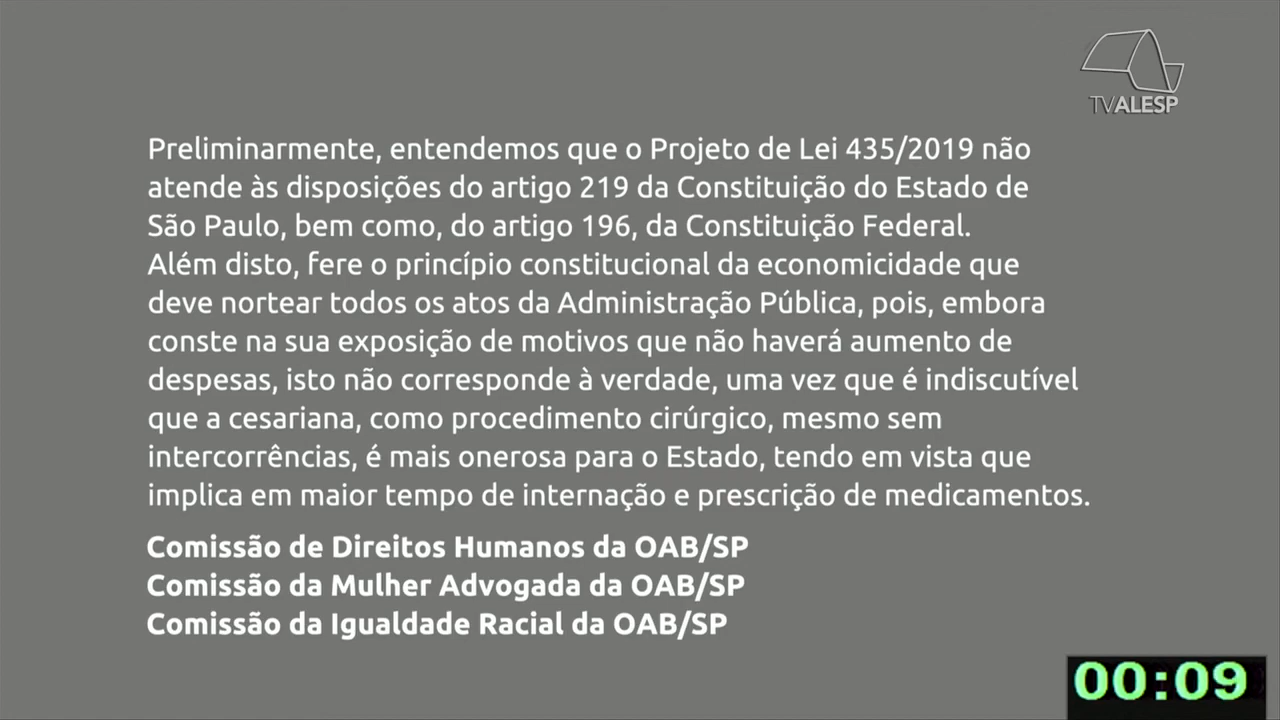 TVALESP
Preliminarmente, entendemos que o Projeto de Lei 435/2019 não
atende às disposições do artigo 219 da Constituição do Estado de
São Paulo, bem como, do artigo 196, da Constituição Federal.
Além disto, fere o princípio constitucional da economicidade que
deve nortear todos os atos da Administração Pública, pois, embora
conste na sua exposição de motivos que não haverá aumento de
despesas, isto não corresponde à verdade, uma vez que é indiscutível
que a cesariana, como procedimento cirúrgico, mesmo sem
intercorrências, é mais onerosa para o Estado, tendo em vista que
implica em maior tempo de internação e prescrição de medicamentos.
Comissão de Direitos Humanos da OAB/SP
Comissão da Mulher Advogada da OAB/SP
Comissão da Igualdade Racial da OAB/SP
00:09